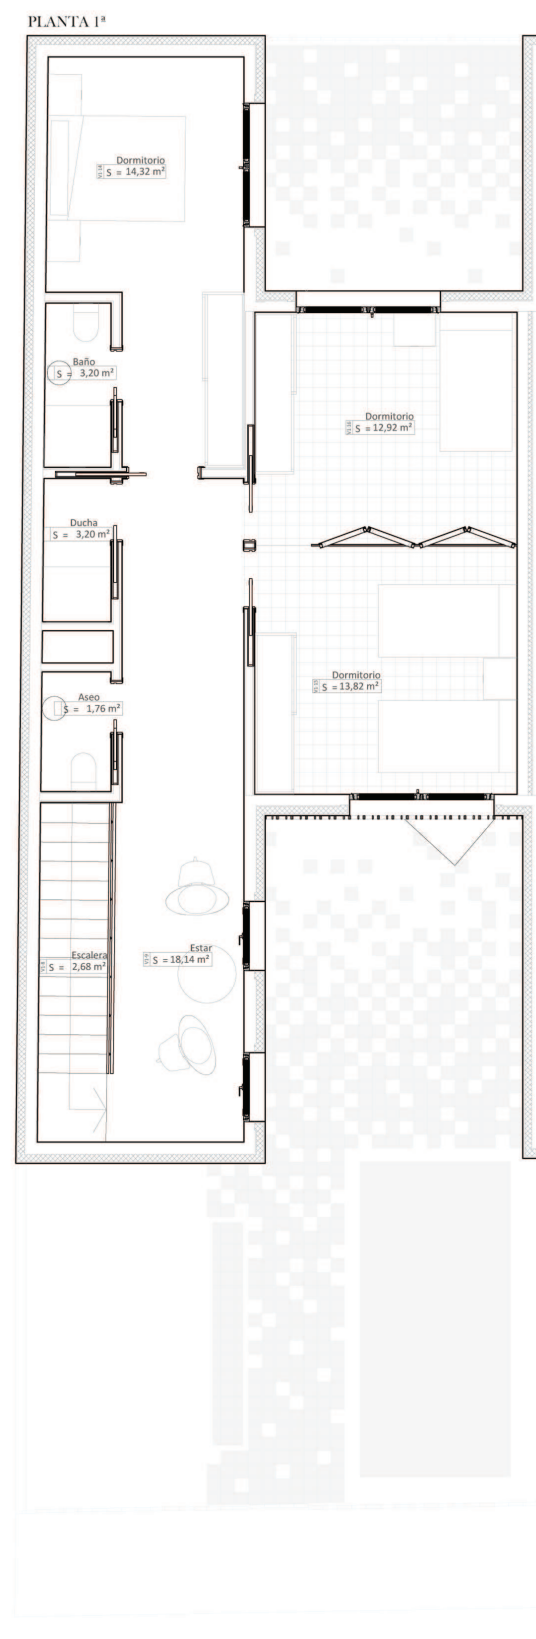 PLANTA 1ª
Dormitorio
S = 14,32 m²
Baño
S = 3,20 m²
Dormitorio
S = 12,92 m²
Ducha
S = 3,20 m²
Dormitorio
S = 13,82 m²
Aseo
S = 1,76 m²
Estar
S = 18,14 m²
Escalera
S = 2,68 m²